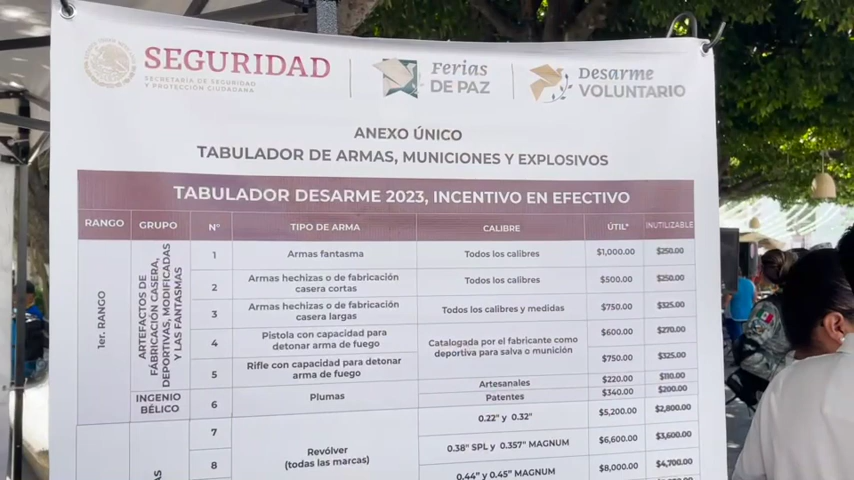 SEGURIDAD
SECRETARÍA DE SEGURIDAD
Y PROTECCIÓN CIUDADANA
Ferias
DE PAZ
Desarme
VOLUNTARIO
ANEXO ÚNICO
TABULADOR DE ARMAS, MUNICIONES Y EXPLOSIVOS
TABULADOR DESARME 2023, INCENTIVO EN EFECTIVO
RANGO GRUPO N° TIPO DE ARMA CALIBRE ÚTIL* INUTILIZABLE
1er. RANGO
ARTEFACTOS DE
FABRICACIÓN CASERA,
DEPORTIVAS, MODIFICADAS
Y LAS FANTASMAS
1 Armas fantasma Todos los calibres $1,000.00 $250.00
2 Armas hechizas o de fabricación
casera cortas Todos los calibres $500.00 $250.00
3 Armas hechizas o de fabricación
casera largas Todos los calibres y medidas $750.00 $325.00
4 Pistola con capacidad para
detonar arma de fuego
Catalogada por el fabricante como
deportiva para salva o munición
$600.00 $270.00
5 Rifle con capacidad para detonar
arma de fuego $750.00 $325.00
INGENIO
BÉLICO
6 Plumas
Artesanales $220.00 $110.00
Patentes $340.00 $200.00
7 0.22" y 0.32" $5,200.00 $2,800.00
Revólver
(todas las marcas)
8 0.38" SPL y 0.357" MAGNUM $6,600.00 $3,600.00
0.44" y 0.45" MAGNUM $8,000.00 $4,700.00